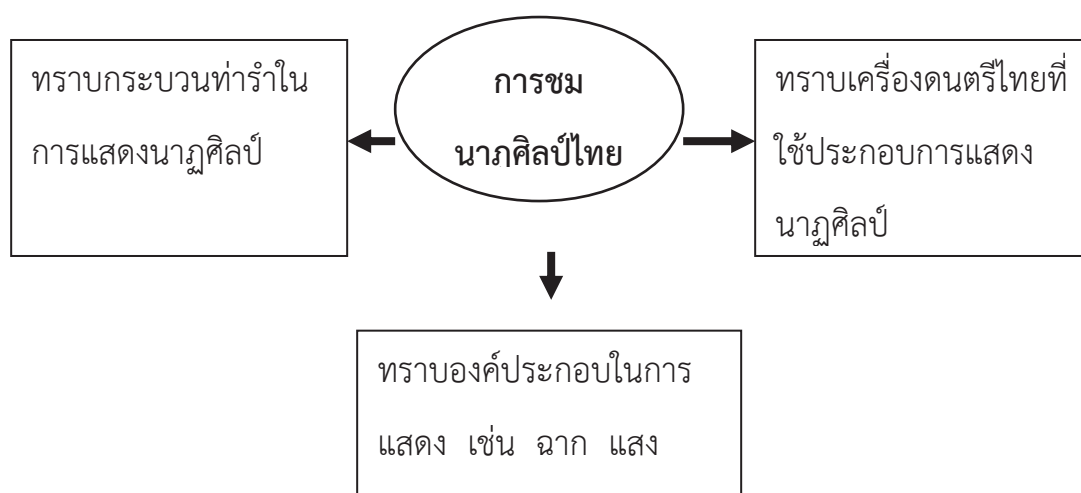 การชม
นาฏศิลป์ไทย
ทราบกระบวนท่ารำใน
การแสดงนาฏศิลป์
ทราบเครื่องดนตรีไทยที่
ใช้ประกอบการแสดง
นาฏศิลป์
ทราบองค์ประกอบในการ
แสดง เช่น ฉาก แสง